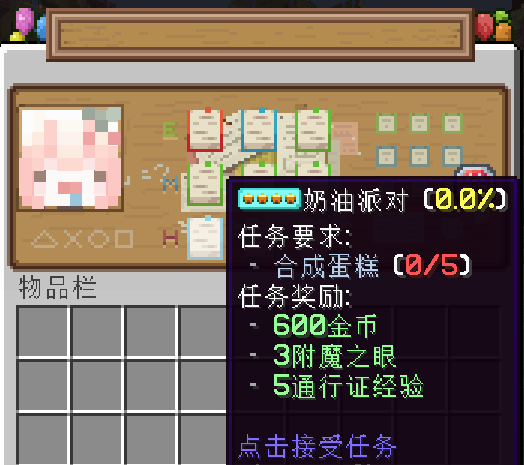 E
M
H
物品栏
奶油派对 (0.0%)
任务要求:
- 合成蛋糕 (0/5)
任务奖励:
- 600金币
- 3附魔之眼
- 5通行证经验
点击接受任务